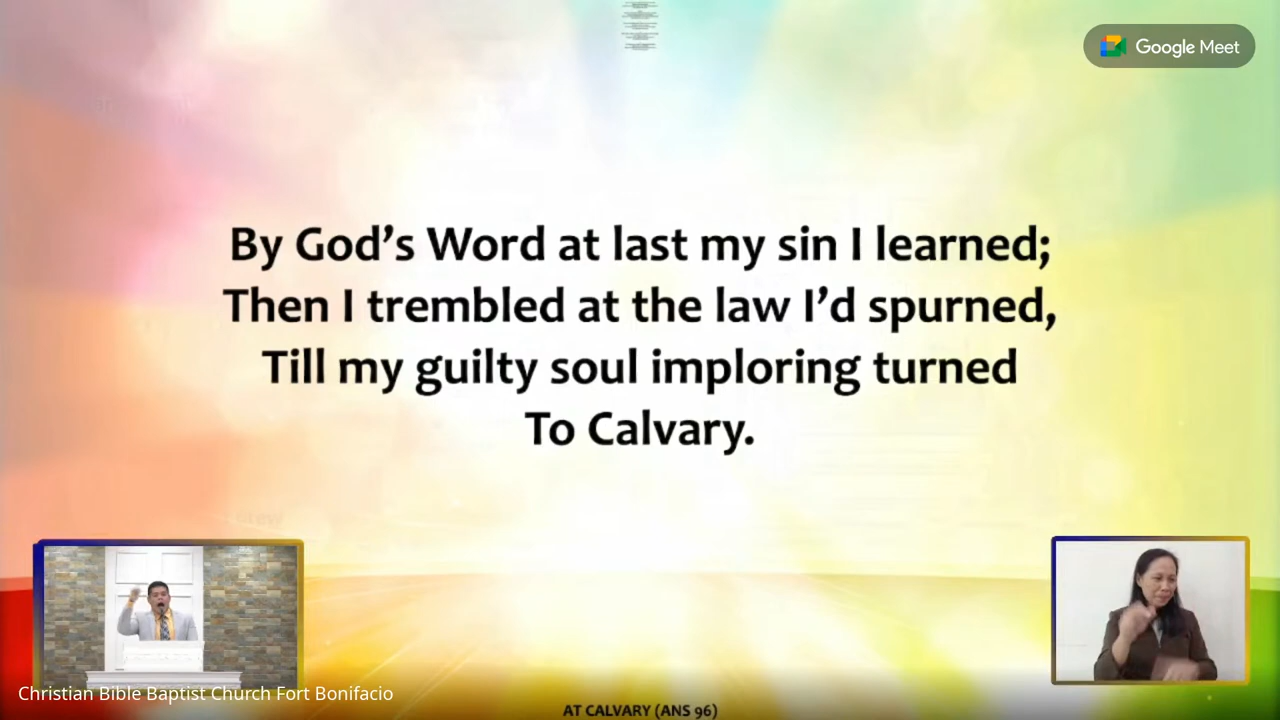 Google Meet
By God’s Word at last my sin I learned;
Then I trembled at the law I’d spurned,
Till my guilty soul imploring turned
To Calvary.
Christian Bible Baptist Church Fort Bonifacio
AT CALVARY (ANS 96)